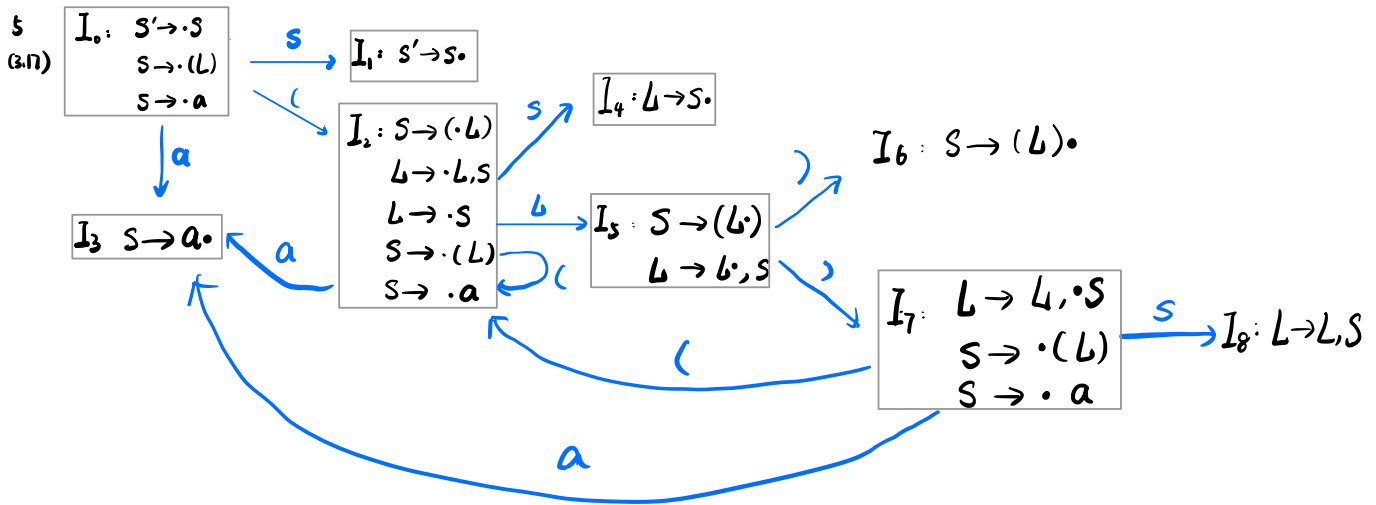 5
(3.17)
I₀: S'→·S
S→·(L)
S→·a
S
(
a
I₁: S'→S·
I₂: S→(·L)
L→·L,S
L→·S
S→·(L)
S→·a
(
a
I₃ S→a·
S
I₄: L→S·
L
I₅: S→(L·)
L→L·,S
)
I₆: S→(L)·
,
I₇: L→L,·S
S→·(L)
S→·a
S
I₈: L→L,S
(
a